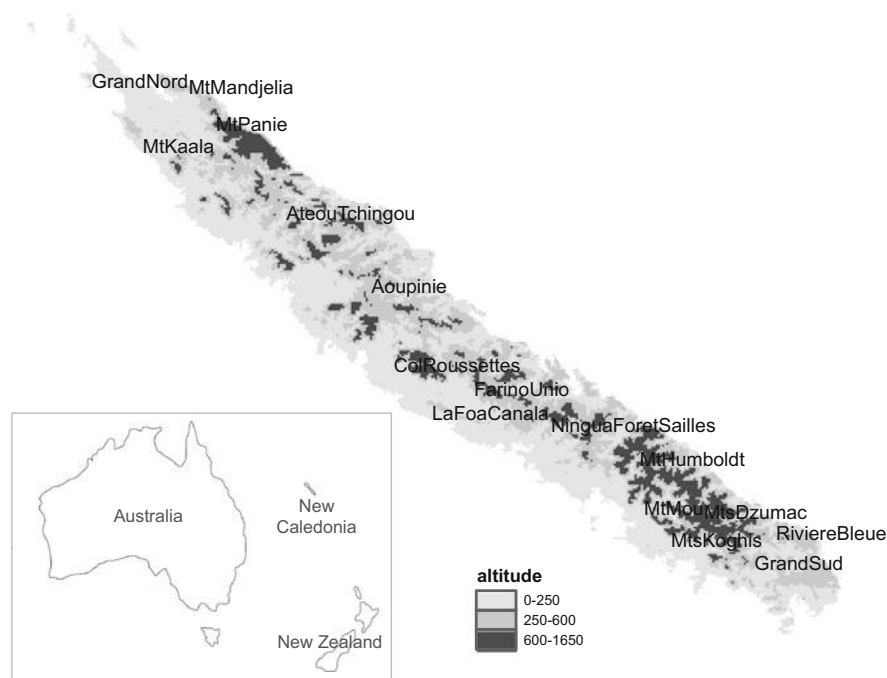 GrandNord
MtMandjelia
MtPanie
MtKaala
AteouTchingou
Aoupinie
ColRoussettes
FarinoUnio
LaFoaCanala
NinguaForetSailles
MtHumboldt
MtMou
MtsDzumac
RiviereBleue
MtsKoghis
GrandSud
altitude
0-250
250-600
600-1650
Australia
New
Caledonia
New Zealand